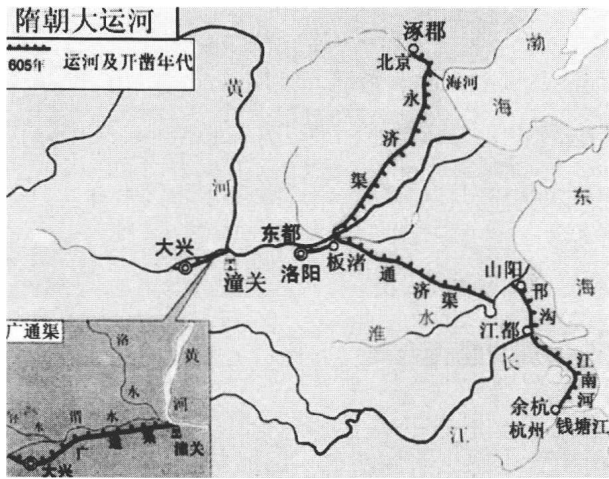 隋朝大运河
605年 运河及开凿年代
涿郡
北京
海河
渤海
黄河
永济渠
东海
大兴
潼关
东都
洛阳
板渚
通济渠
山阳
邗沟
淮水
江都
长江
江南河
余杭
杭州
钱塘江
广通渠
洛水
黄河
渭水
广
潼关
大兴